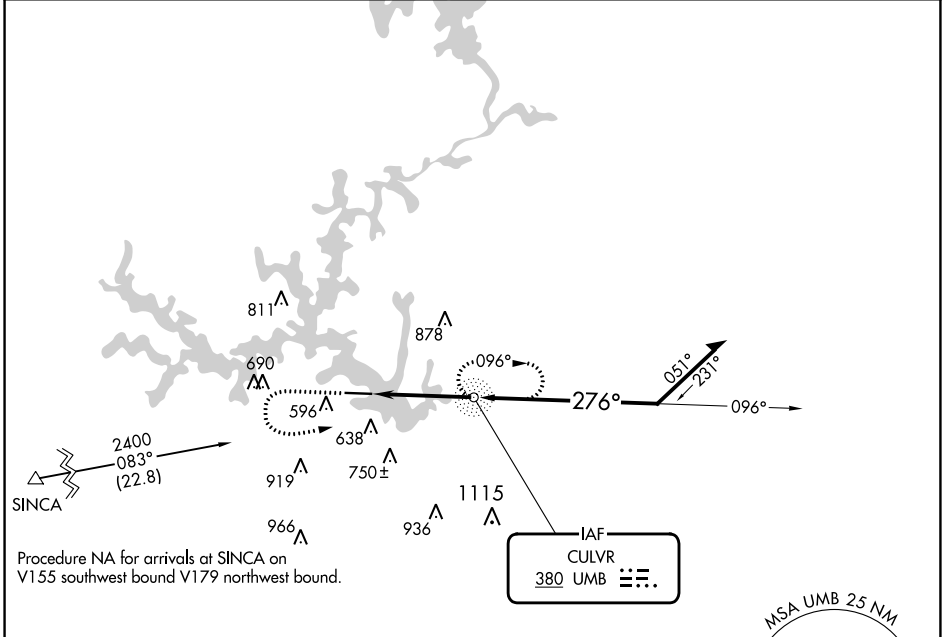 811
878
690
096°
051°
231°
596
276°
096°
638
2400
083°
(22.8)
750±
919
SINCA
1115
936
966
IAF
CULVR
380 UMB
Procedure NA for arrivals at SINCA on
V155 southwest bound V179 northwest bound.
MSA UMB 25 NM